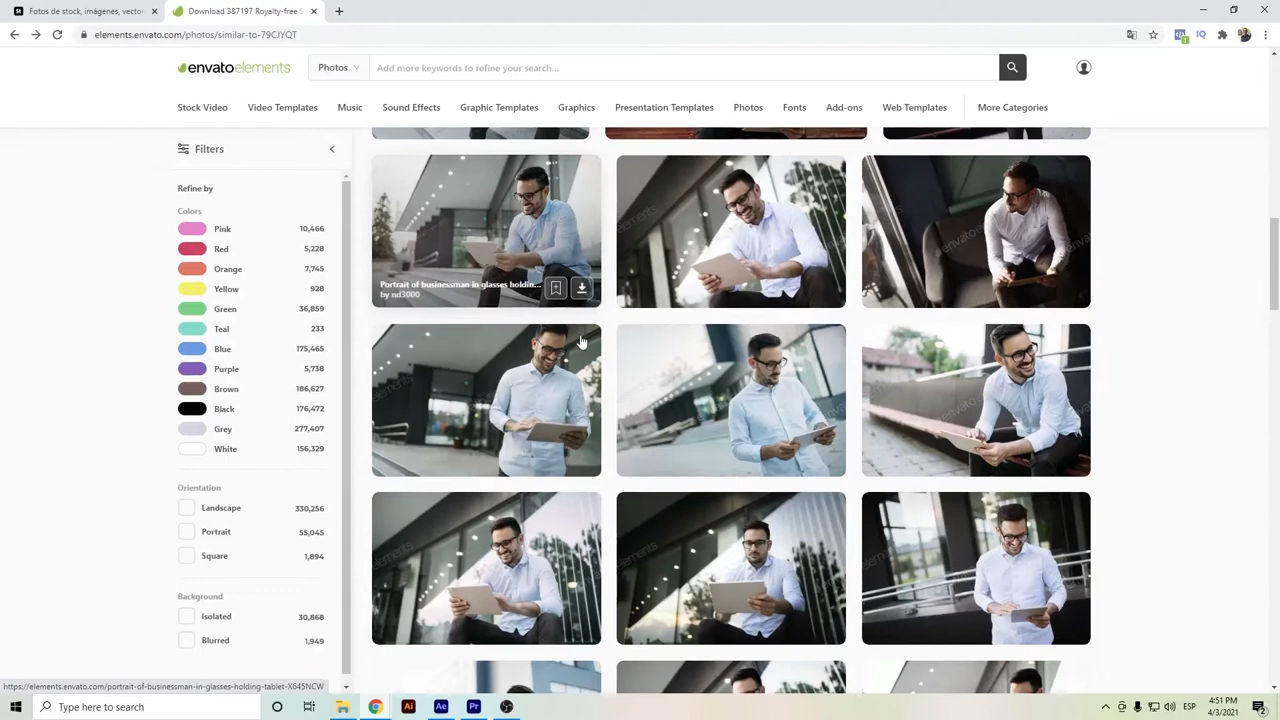 Fotos de stock, imágenes, vecto
Download 387197 Royalty-free S
elements.envato.com/photos/similar-to-79CJYQT
envatoelements
Photos
Add more keywords to refine your search...
Stock Video
Video Templates
Music
Sound Effects
Graphic Templates
Graphics
Presentation Templates
Photos
Fonts
Add-ons
Web Templates
More Categories
Filters
Refine by
Colors
Pink 10,466
Red 5,228
Orange 7,745
Yellow 928
Green 36,859
Teal 233
Blue 175,465
Purple 5,738
Brown 186,627
Black 176,472
Grey 277,407
White 156,329
Orientation
Landscape 330,256
Portrait 55,045
Square 1,894
Background
Isolated 30,868
Blurred 1,949
Portrait of businessman in glasses holdin...
by nd3000
https://elements.envato.com/portrait-of-businessman-in-glasses-holding-tablet-X645NCW
Type here to search
Ai
Ae
Pr
ESP
4:51 PM
4/3/2021